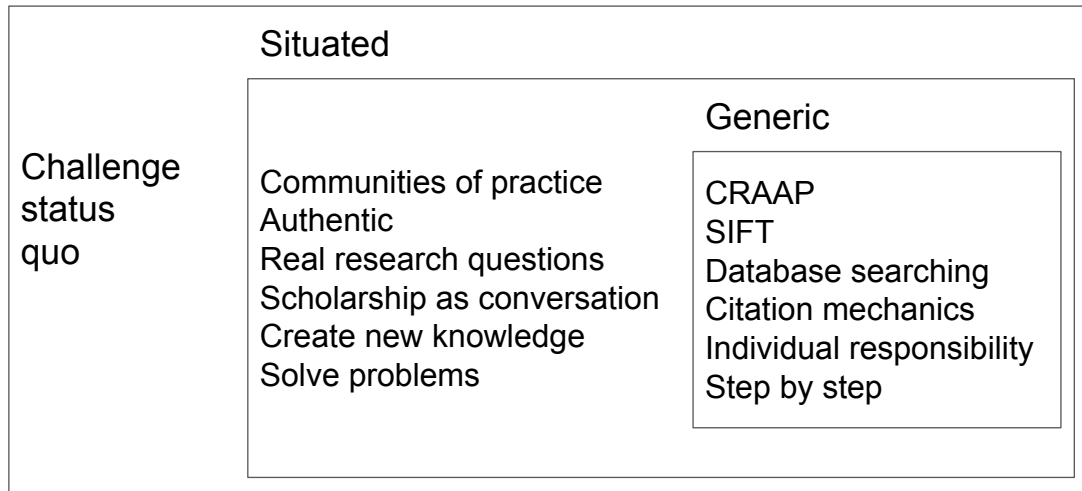 Situated
Generic
Challenge
status
quo
Communities of practice
Authentic
Real research questions
Scholarship as conversation
Create new knowledge
Solve problems
CRAAP
SIFT
Database searching
Citation mechanics
Individual responsibility
Step by step